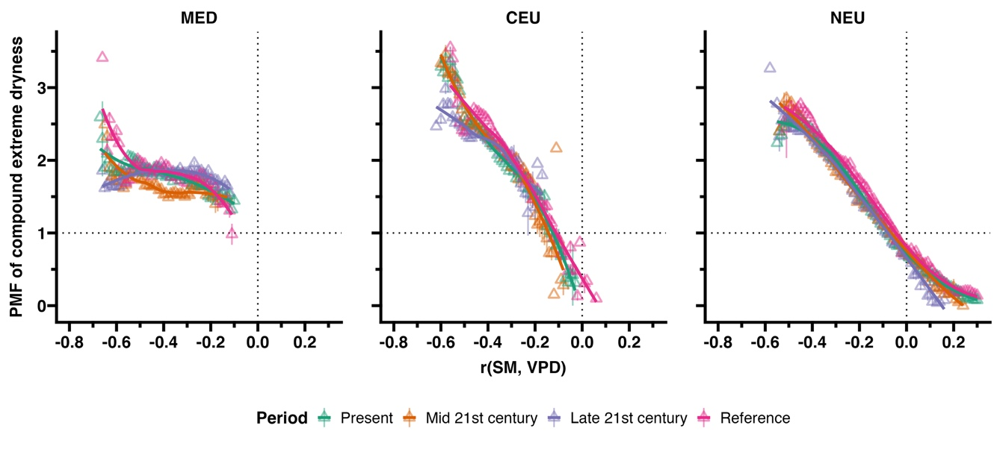 MED CEU NEU
PMF of compound extreme dryness
3
2
1
0
-0.8 -0.6 -0.4 -0.2 0.0 0.2
-0.8 -0.6 -0.4 -0.2 0.0 0.2
-0.8 -0.6 -0.4 -0.2 0.0 0.2
r(SM, VPD)
Period Present Mid 21st century Late 21st century Reference